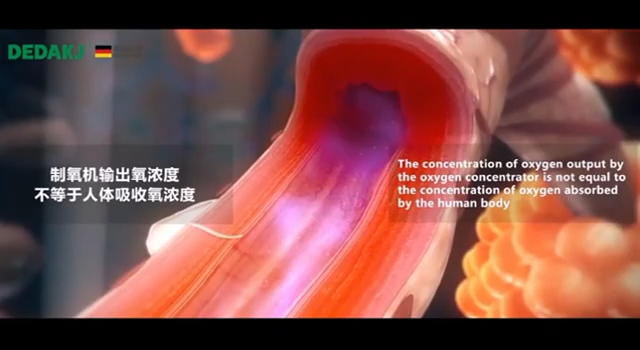 DEDAKJ
制氧机输出氧浓度
不等于人体吸收氧浓度
The concentration of oxygen output by
the oxygen concentrator is not equal to
the concentration of oxygen absorbed
by the human body